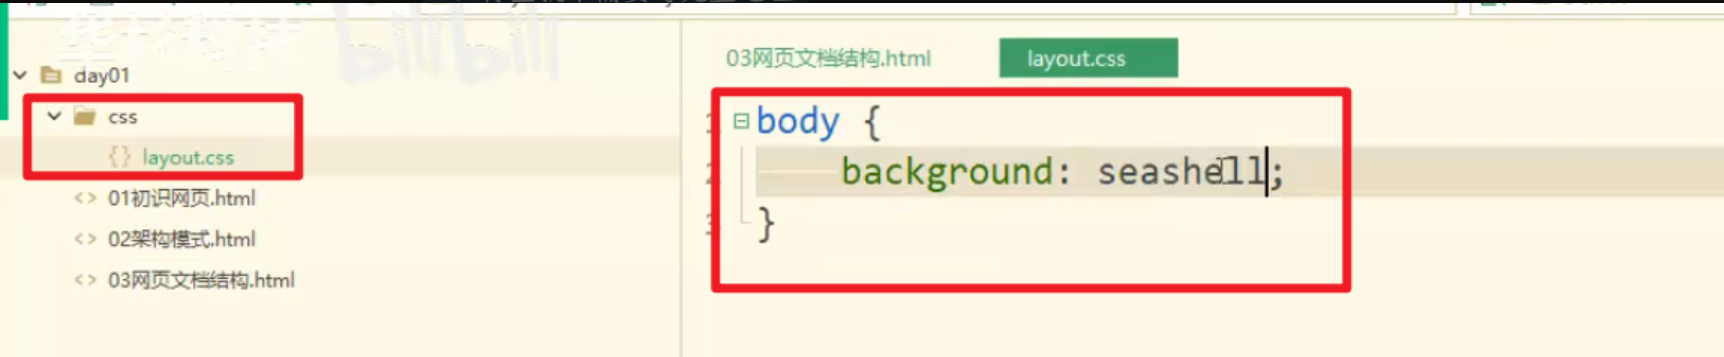 bilibili
day01
css
{} layout.css
<> 01初识网页.html
<> 02架构模式.html
<> 03网页文档结构.html
03网页文档结构.html layout.css
body {
2 background: seashell;
}